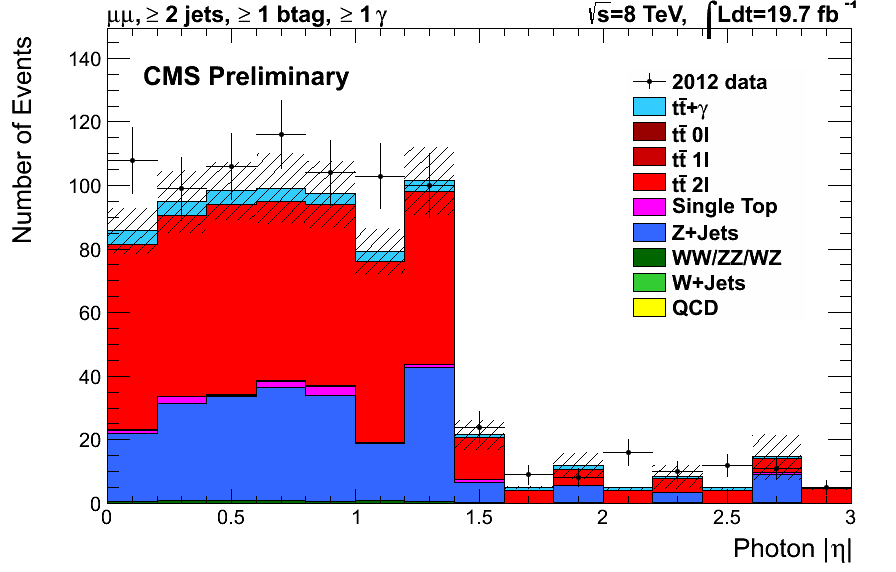 μμ, ≥ 2 jets, ≥ 1 btag, ≥ 1 γ
√s=8 TeV, ∫Ldt=19.7 fb⁻¹
CMS Preliminary
Number of Events
140
120
100
80
60
40
20
0
2012 data
tt̄+γ
tt̄ 0l
tt̄ 1l
tt̄ 2l
Single Top
Z+Jets
WW/ZZ/WZ
W+Jets
QCD
0 0.5 1 1.5 2 2.5 3
Photon |η|